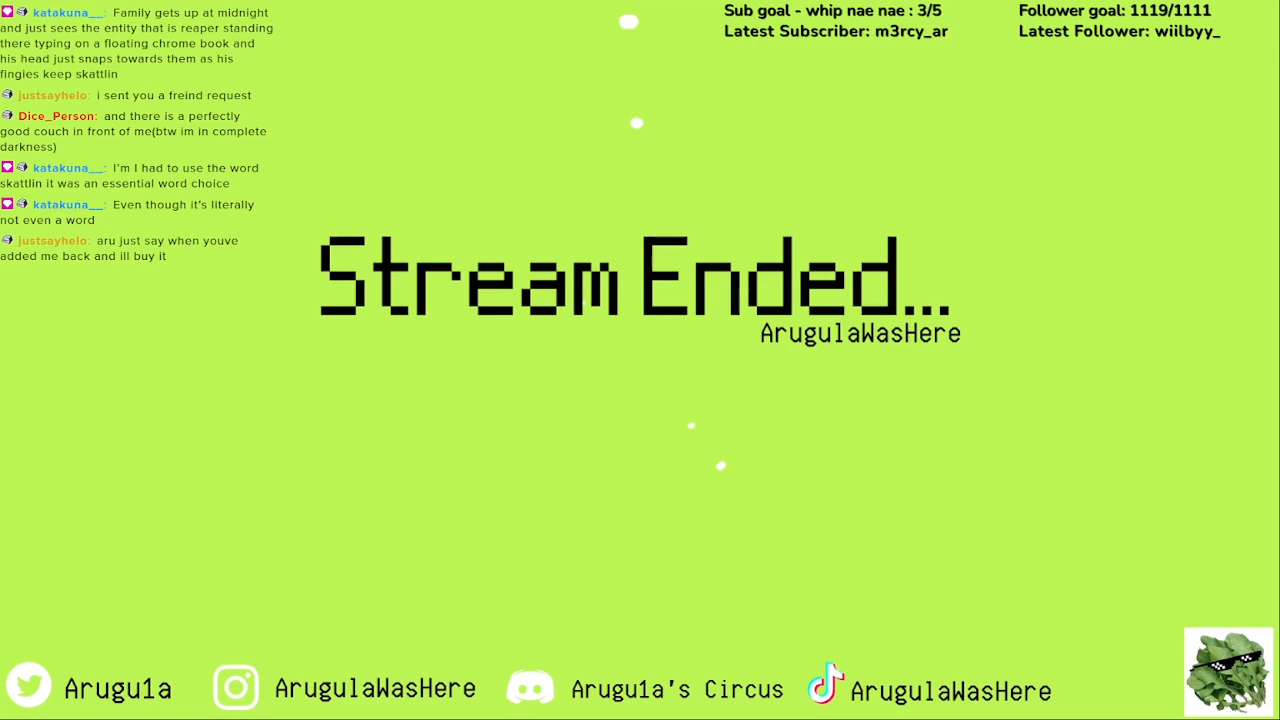 katakuna__: Family gets up at midnight
and just sees the entity that is reaper standing
there typing on a floating chrome book and
his head just snaps towards them as his
fingies keep skattlin
justsayhelo: i sent you a freind request
Dice_Person: and there is a perfectly
good couch in front of me(btw im in complete
darkness)
katakuna__: I'm I had to use the word
skattlin it was an essential word choice
katakuna__: Even though it's literally
not even a word
justsayhelo: aru just say when youve
added me back and ill buy it
Sub goal - whip nae nae : 3/5
Latest Subscriber: m3rcy_ar
Follower goal: 1119/1111
Latest Follower: wiilbyy_
Stream Ended...
ArugulaWasHere
Arugu1a
ArugulaWasHere
Arugu1a's Circus
ArugulaWasHere